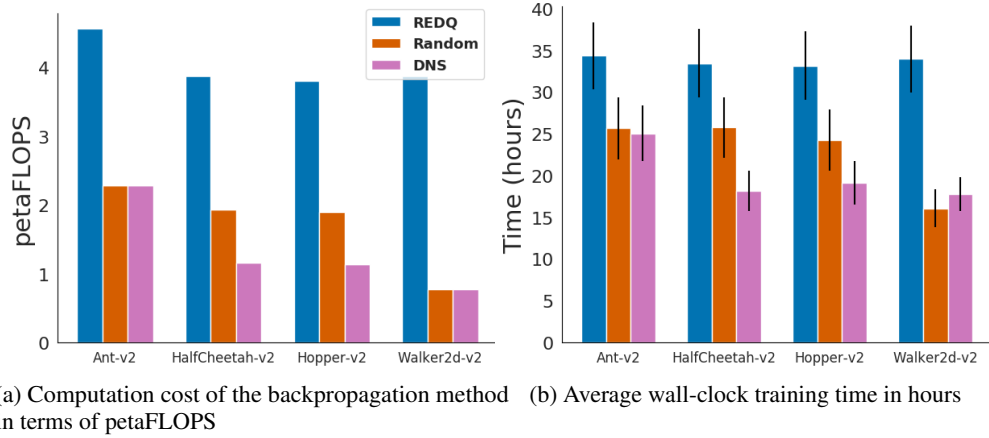 petaFLOPS
4
3
2
1
0
REDQ
Random
DNS
Ant-v2 HalfCheetah-v2 Hopper-v2 Walker2d-v2
Time (hours)
40
35
30
25
20
15
10
5
0
Ant-v2 HalfCheetah-v2 Hopper-v2 Walker2d-v2
a) Computation cost of the backpropagation method
in terms of petaFLOPS
(b) Average wall-clock training time in hours